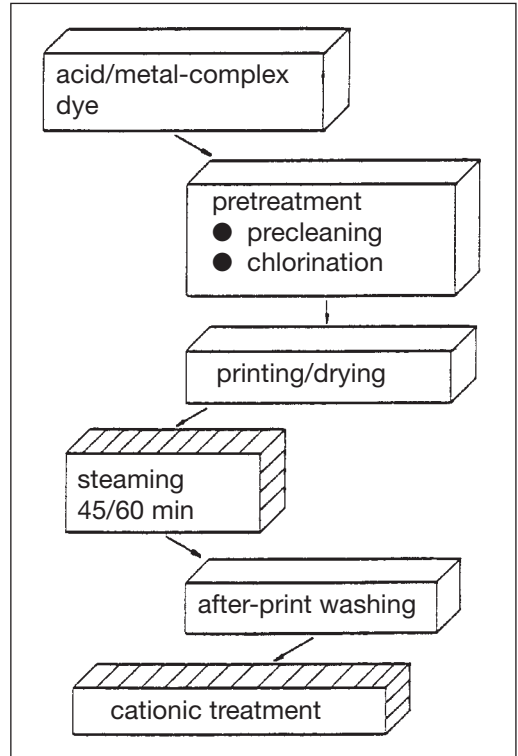 acid/metal-complex
dye
pretreatment
● precleaning
● chlorination
printing/drying
steaming
45/60 min
after-print washing
cationic treatment